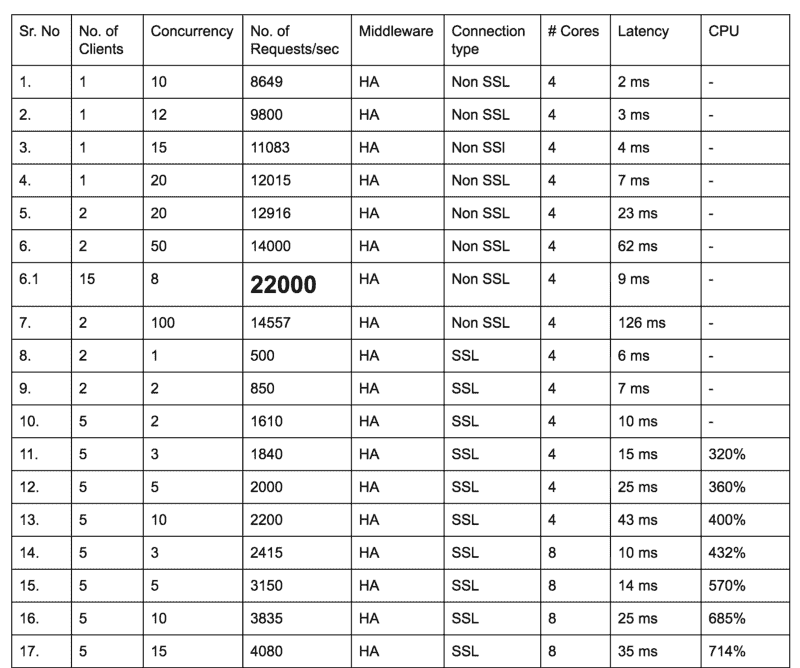 Sr. No No. of Clients Concurrency No. of Requests/sec Middleware Connection type # Cores Latency CPU
1. 1 10 8649 HA Non SSL 4 2 ms -
2. 1 12 9800 HA Non SSL 4 3 ms -
3. 1 15 11083 HA Non SSl 4 4 ms -
4. 1 20 12015 HA Non SSL 4 7 ms -
5. 2 20 12916 HA Non SSL 4 23 ms -
6. 2 50 14000 HA Non SSL 4 62 ms -
6.1 15 8 22000 HA Non SSL 4 9 ms -
7. 2 100 14557 HA Non SSL 4 126 ms -
8. 2 1 500 HA SSL 4 6 ms -
9. 2 2 850 HA SSL 4 7 ms -
10. 5 2 1610 HA SSL 4 10 ms -
11. 5 3 1840 HA SSL 4 15 ms 320%
12. 5 5 2000 HA SSL 4 25 ms 360%
13. 5 10 2200 HA SSL 4 43 ms 400%
14. 5 3 2415 HA SSL 8 10 ms 432%
15. 5 5 3150 HA SSL 8 14 ms 570%
16. 5 10 3835 HA SSL 8 25 ms 685%
17. 5 15 4080 HA SSL 8 35 ms 714%